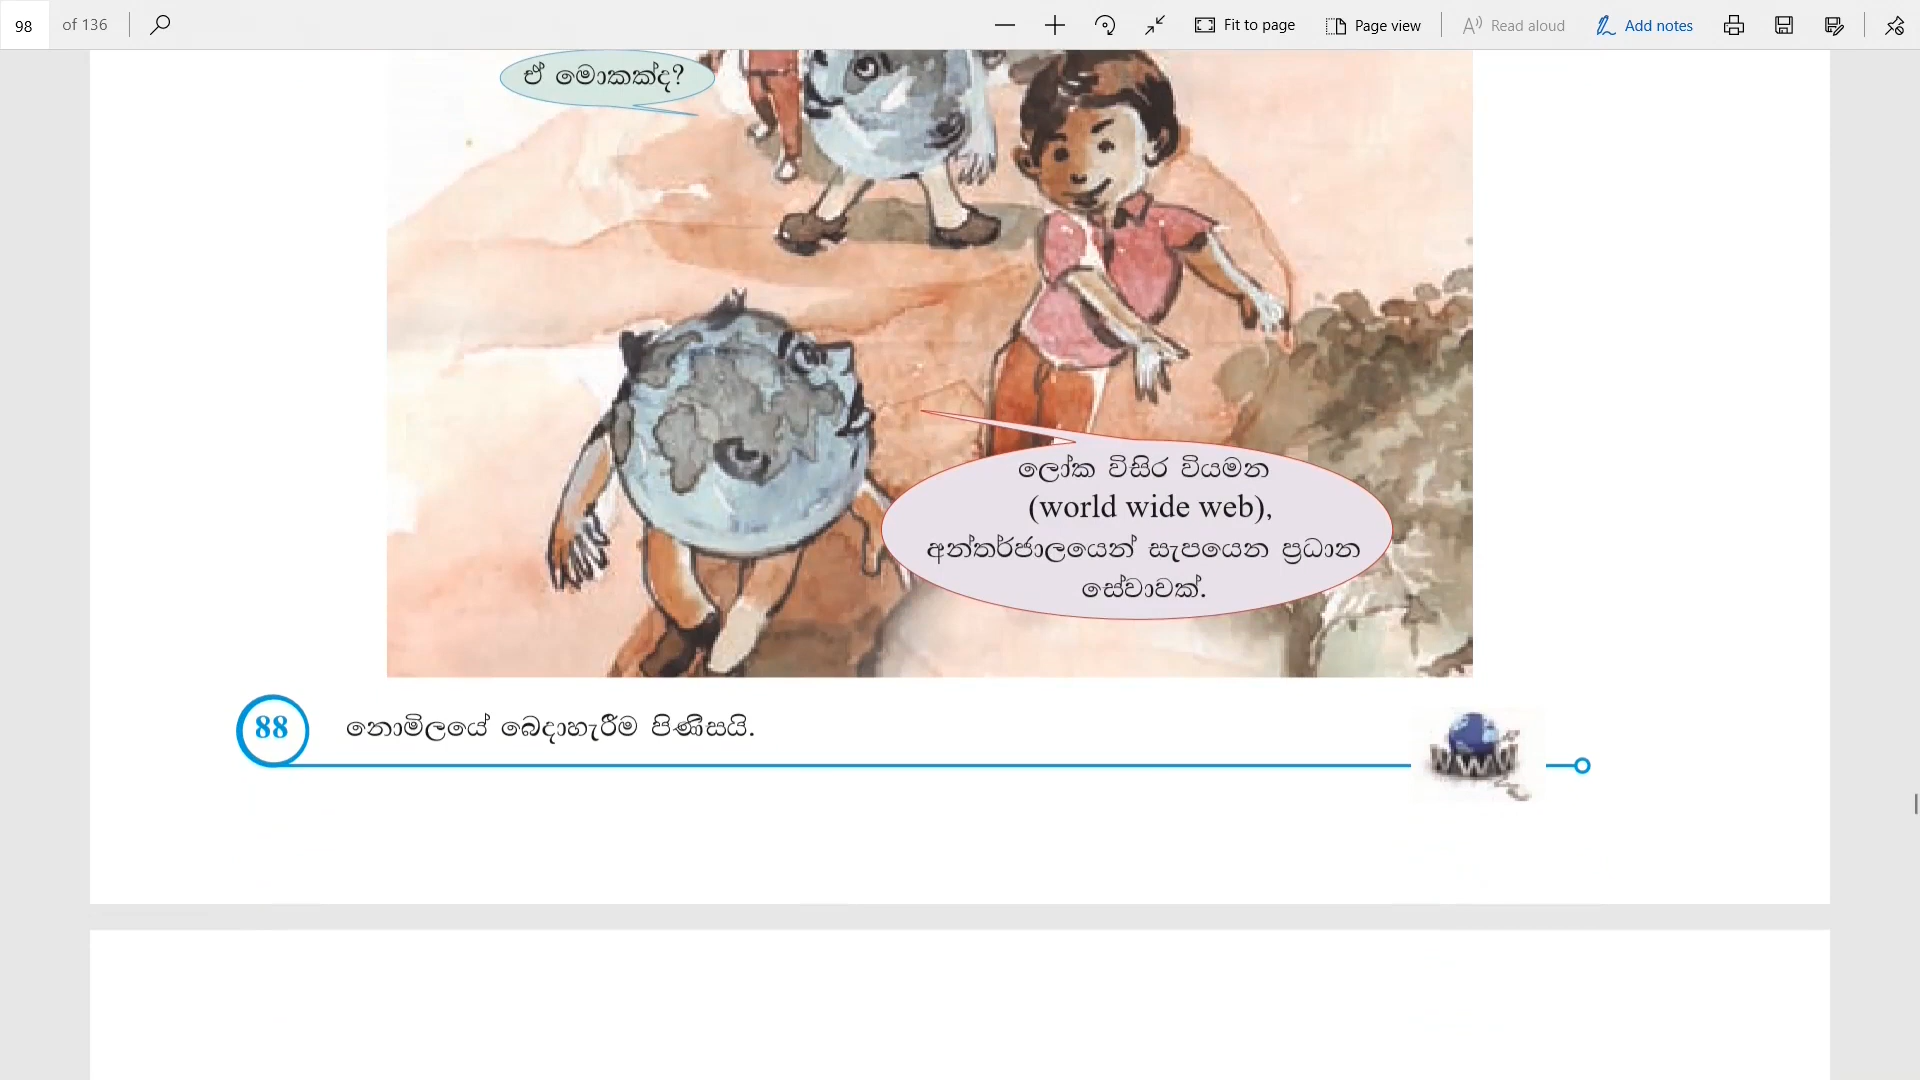 98 of 136 Fit to page Page view Read aloud Add notes
ඒ මොකක්ද?
ලෝක විසිර වියමන
(world wide web),
අන්තර්ජාලයෙන් සැපයෙන ප්‍රධාන
සේවාවක්.
88 නොමිලයේ බෙදාහැරීම පිණිසයි.
www